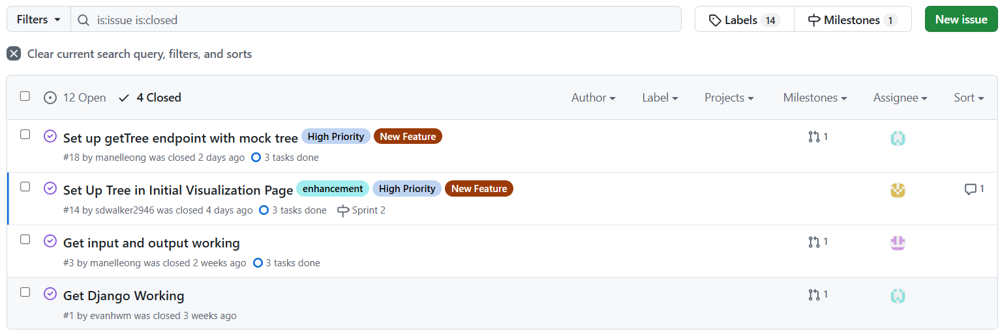 Filters is:issue is:closed Labels 14 Milestones 1 New issue
Clear current search query, filters, and sorts
12 Open 4 Closed Author Label Projects Milestones Assignee Sort
Set up getTree endpoint with mock tree High Priority New Feature 1
#18 by manelleong was closed 2 days ago 3 tasks done
Set Up Tree in Initial Visualization Page enhancement High Priority New Feature 1
#14 by sdwalker2946 was closed 4 days ago 3 tasks done Sprint 2
Get input and output working 1
#3 by manelleong was closed 2 weeks ago 3 tasks done
Get Django Working 1
#1 by evanhwm was closed 3 weeks ago